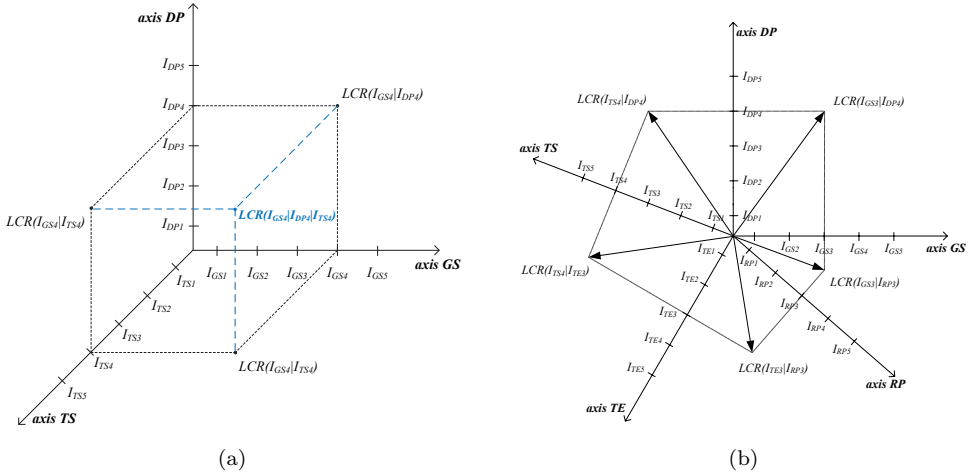 axis DP
I_DP5
I_DP4
LCR(I_GS4|I_DP4)
I_DP3
I_DP2
LCR(I_GS4|I_TS4)
LCR(I_GS4|I_DP4|I_TS4)
I_DP1
axis GS
I_GS1
I_GS2
I_GS3
I_GS4
I_GS5
I_TS1
I_TS2
I_TS3
I_TS4
LCR(I_GS4|I_TS4)
I_TS5
axis TS
(a)
axis DP
I_DP5
LCR(I_TS4|I_DP4)
LCR(I_GS3|I_DP4)
I_DP4
axis TS
I_DP3
I_TS5
I_TS4
I_DP2
I_TS3
I_TS2
I_TS1
I_DP1
axis GS
I_GS2
I_GS3
I_GS4
I_GS5
I_TE1
I_RP1
LCR(I_TS4|I_TE3)
I_RP2
LCR(I_GS3|I_RP3)
I_TE2
I_RP3
I_TE3
I_RP4
I_TE4
I_RP5
LCR(I_TE3|I_RP3)
I_TE5
axis RP
axis TE
(b)